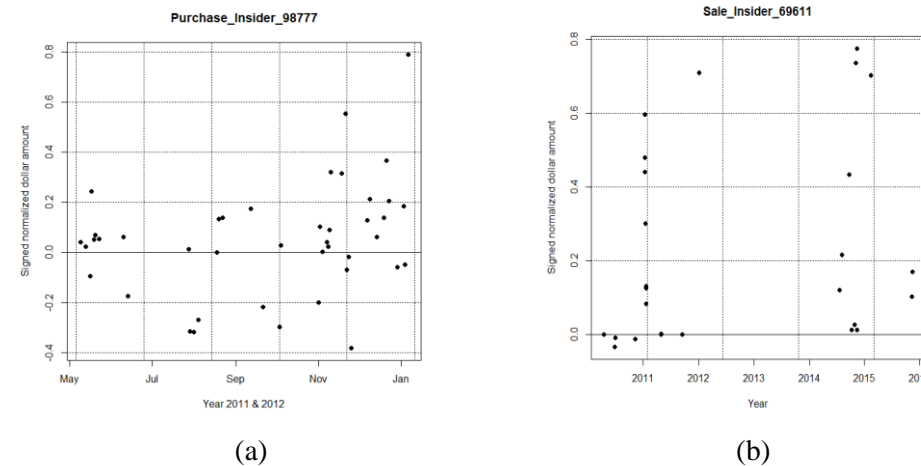 Purchase_Insider_98777
Signed normalized dollar amount
0.8
0.6
0.4
0.2
0.0
-0.2
-0.4
May Jul Sep Nov Jan
Year 2011 & 2012
(a)
Sale_Insider_69611
Signed normalized dollar amount
0.8
0.6
0.4
0.2
0.0
2011 2012 2013 2014 2015
Year
(b)